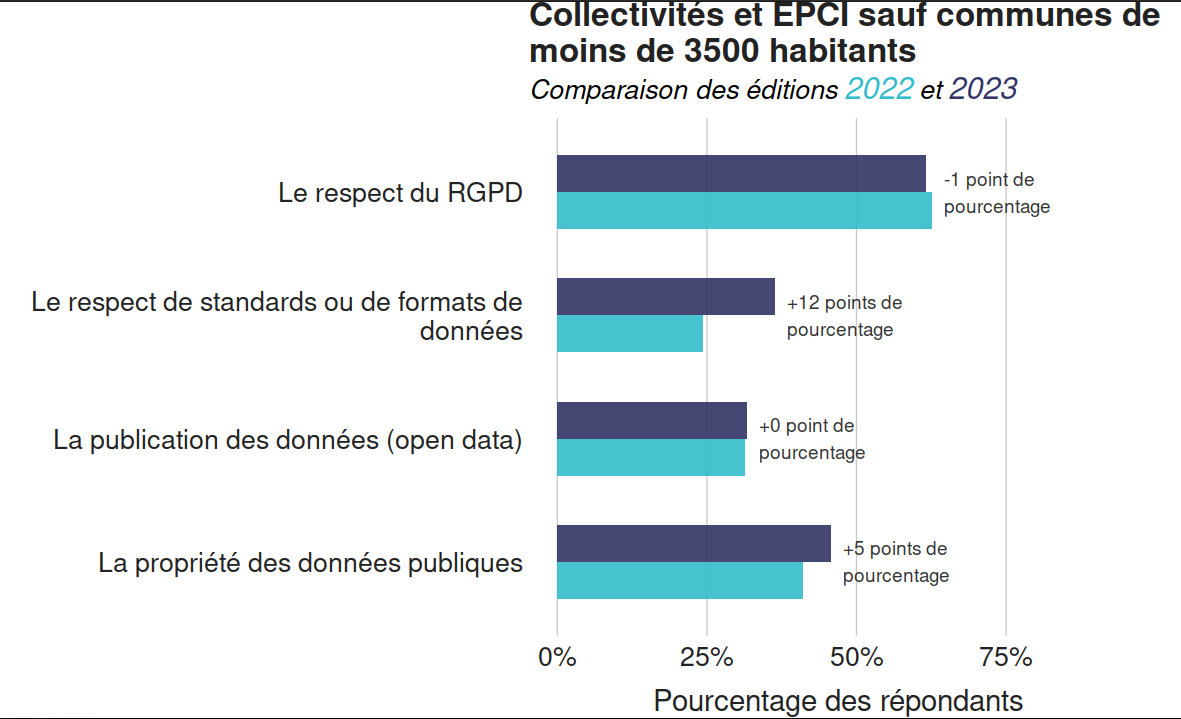 Collectivités et EPCI sauf communes de
moins de 3500 habitants
Comparaison des éditions 2022 et 2023
Le respect du RGPD
-1 point de
pourcentage
Le respect de standards ou de formats de
données
+12 points de
pourcentage
La publication des données (open data)
+0 point de
pourcentage
La propriété des données publiques
+5 points de
pourcentage
0% 25% 50% 75%
Pourcentage des répondants